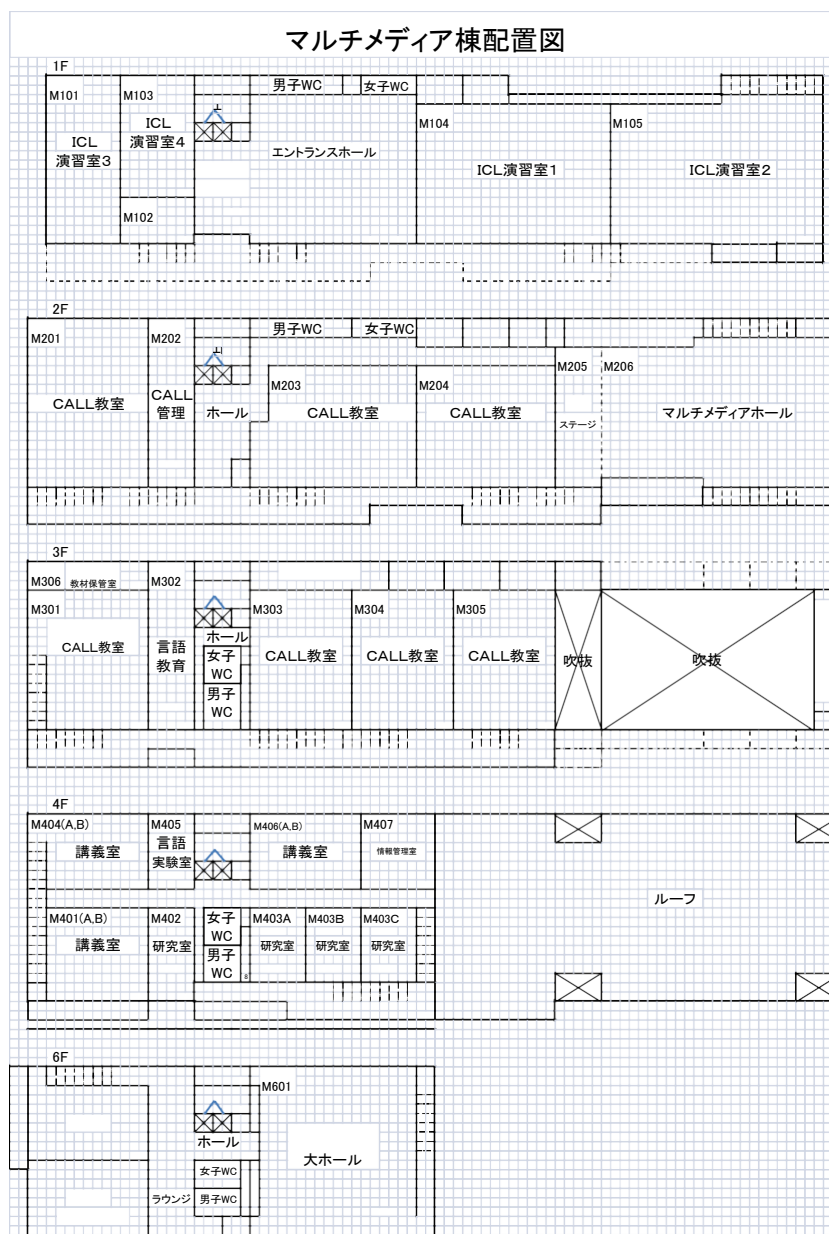 マルチメディア棟配置図
1F
男子WC
女子WC
M101
M103
ICL
演習室3
ICL
演習室4
エントランスホール
M104
M105
ICL演習室1
ICL演習室2
M102
2F
男子WC
女子WC
M201
M202
M203
M204
M205
M206
CALL教室
CALL
管理
ホール
CALL教室
CALL教室
ステージ
マルチメディアホール
3F
M306
教材保管室
M302
M301
M303
M304
M305
CALL教室
言語
教育
ホール
女子
WC
男子
WC
CALL教室
CALL教室
CALL教室
吹抜
吹抜
4F
M404(A,B)
講義室
M405
言語
実験室
M406(A,B)
講義室
M407
情報管理室
ルーフ
M401(A,B)
講義室
M402
研究室
女子
WC
男子
WC
M403A
研究室
M403B
研究室
M403C
研究室
6F
M601
ホール
大ホール
女子WC
ラウンジ
男子WC